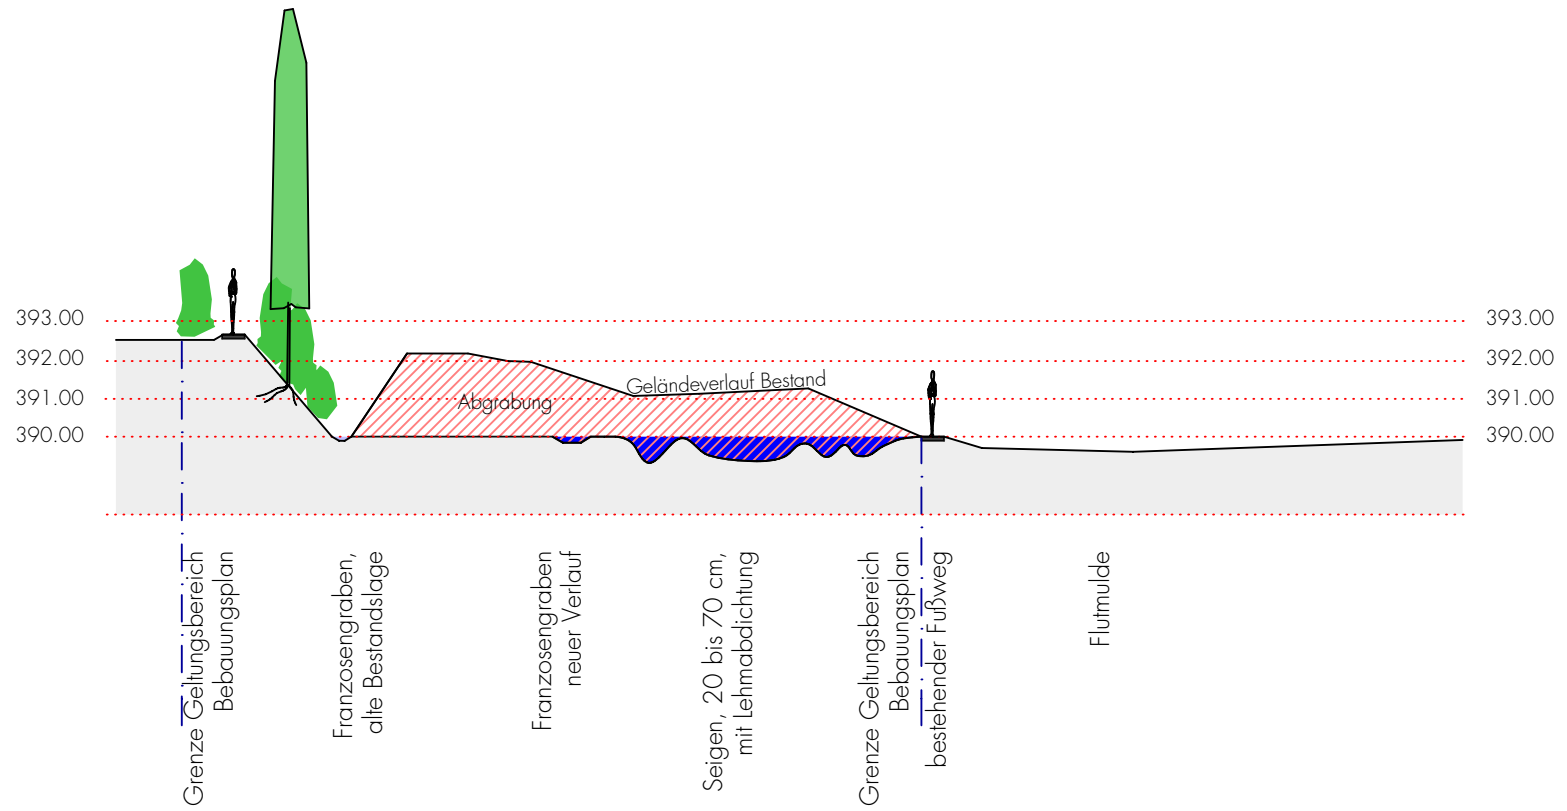 393.00
393.00
392.00
392.00
Geländeverlauf Bestand
391.00
Abgrabung
391.00
390.00
390.00
Grenze Geltungsbereich
Bebauungsplan
Franzosengraben,
alte Bestandslage
Franzosengraben
neuer Verlauf
Seigen, 20 bis 70 cm,
mit Lehmabdichtung
Grenze Geltungsbereich
Bebauungsplan
bestehender Fußweg
Flutmulde